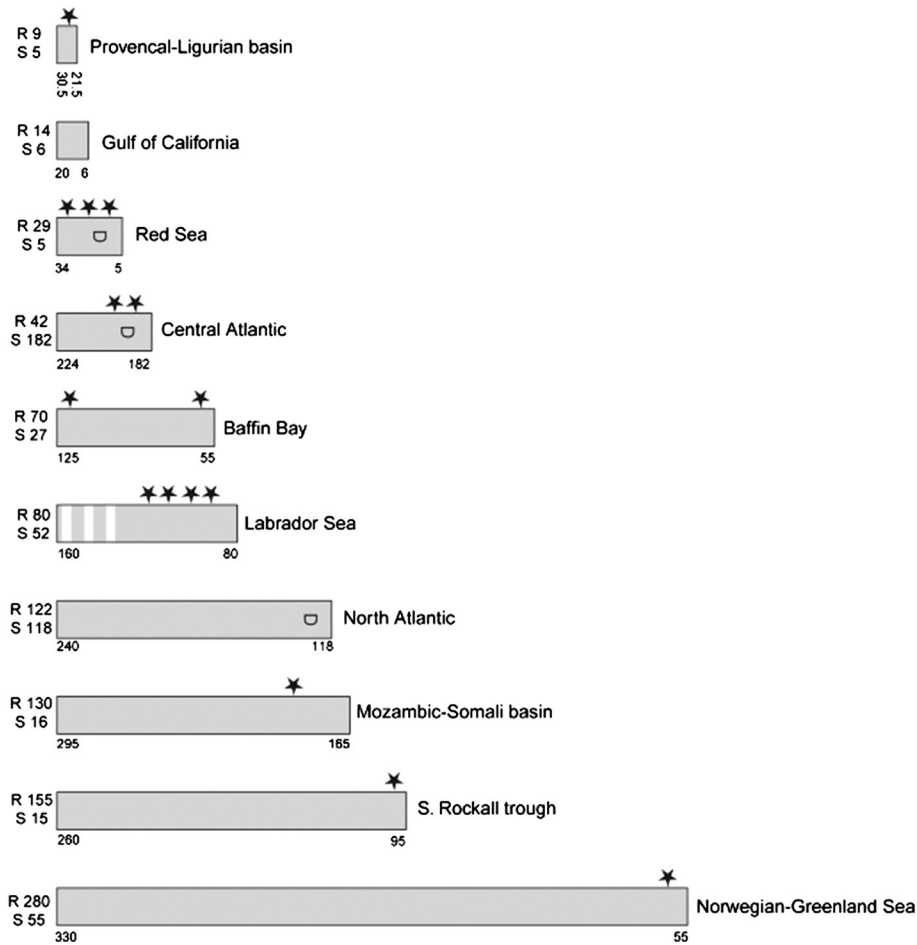 R 9
S 5
Provencal-Ligurian basin
30.5
21.5
R 14
S 6
Gulf of California
20 6
R 29
S 5
D
Red Sea
34 5
R 42
S 182
D
Central Atlantic
224 182
R 70
S 27
Baffin Bay
125 55
R 80
S 52
Labrador Sea
160 80
R 122
S 118
D
North Atlantic
240 118
R 130
S 16
Mozambic-Somali basin
295 165
R 155
S 15
S. Rockall trough
260 95
R 280
S 55
Norwegian-Greenland Sea
330 55